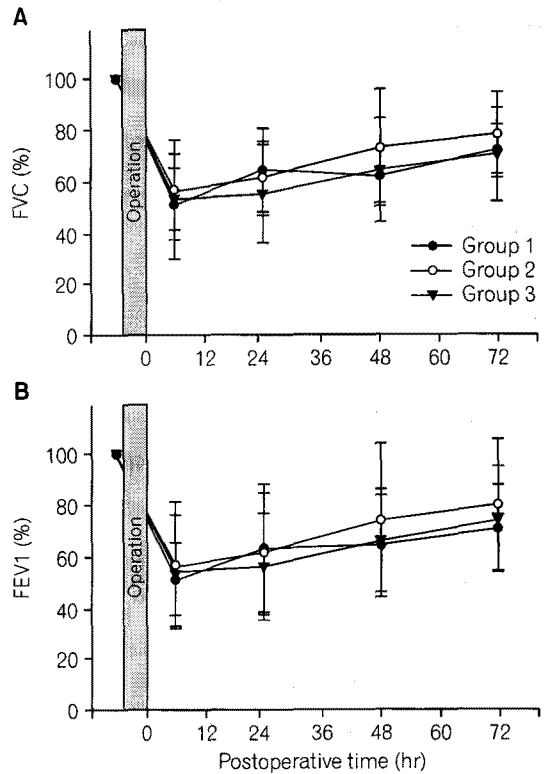 A
FVC (%)
100
80
60
40
20
0
Operation
Group 1
Group 2
Group 3
0 12 24 36 48 60 72
B
FEV1 (%)
100
80
60
40
20
0
Operation
0 12 24 36 48 60 72
Postoperative time (hr)